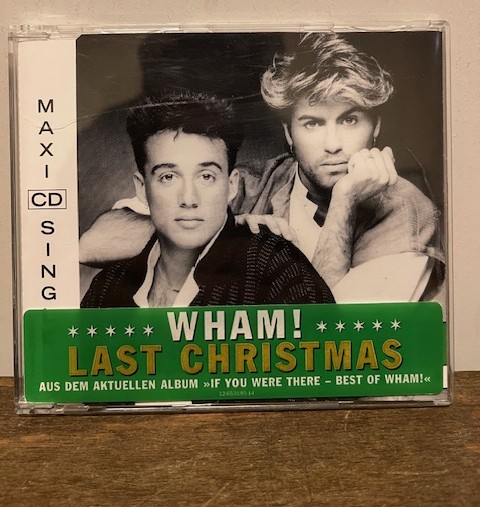 MAXI CD SING
***** WHAM! *****
LAST CHRISTMAS
AUS DEM AKTUELLEN ALBUM »IF YOU WERE THERE – BEST OF WHAM!«